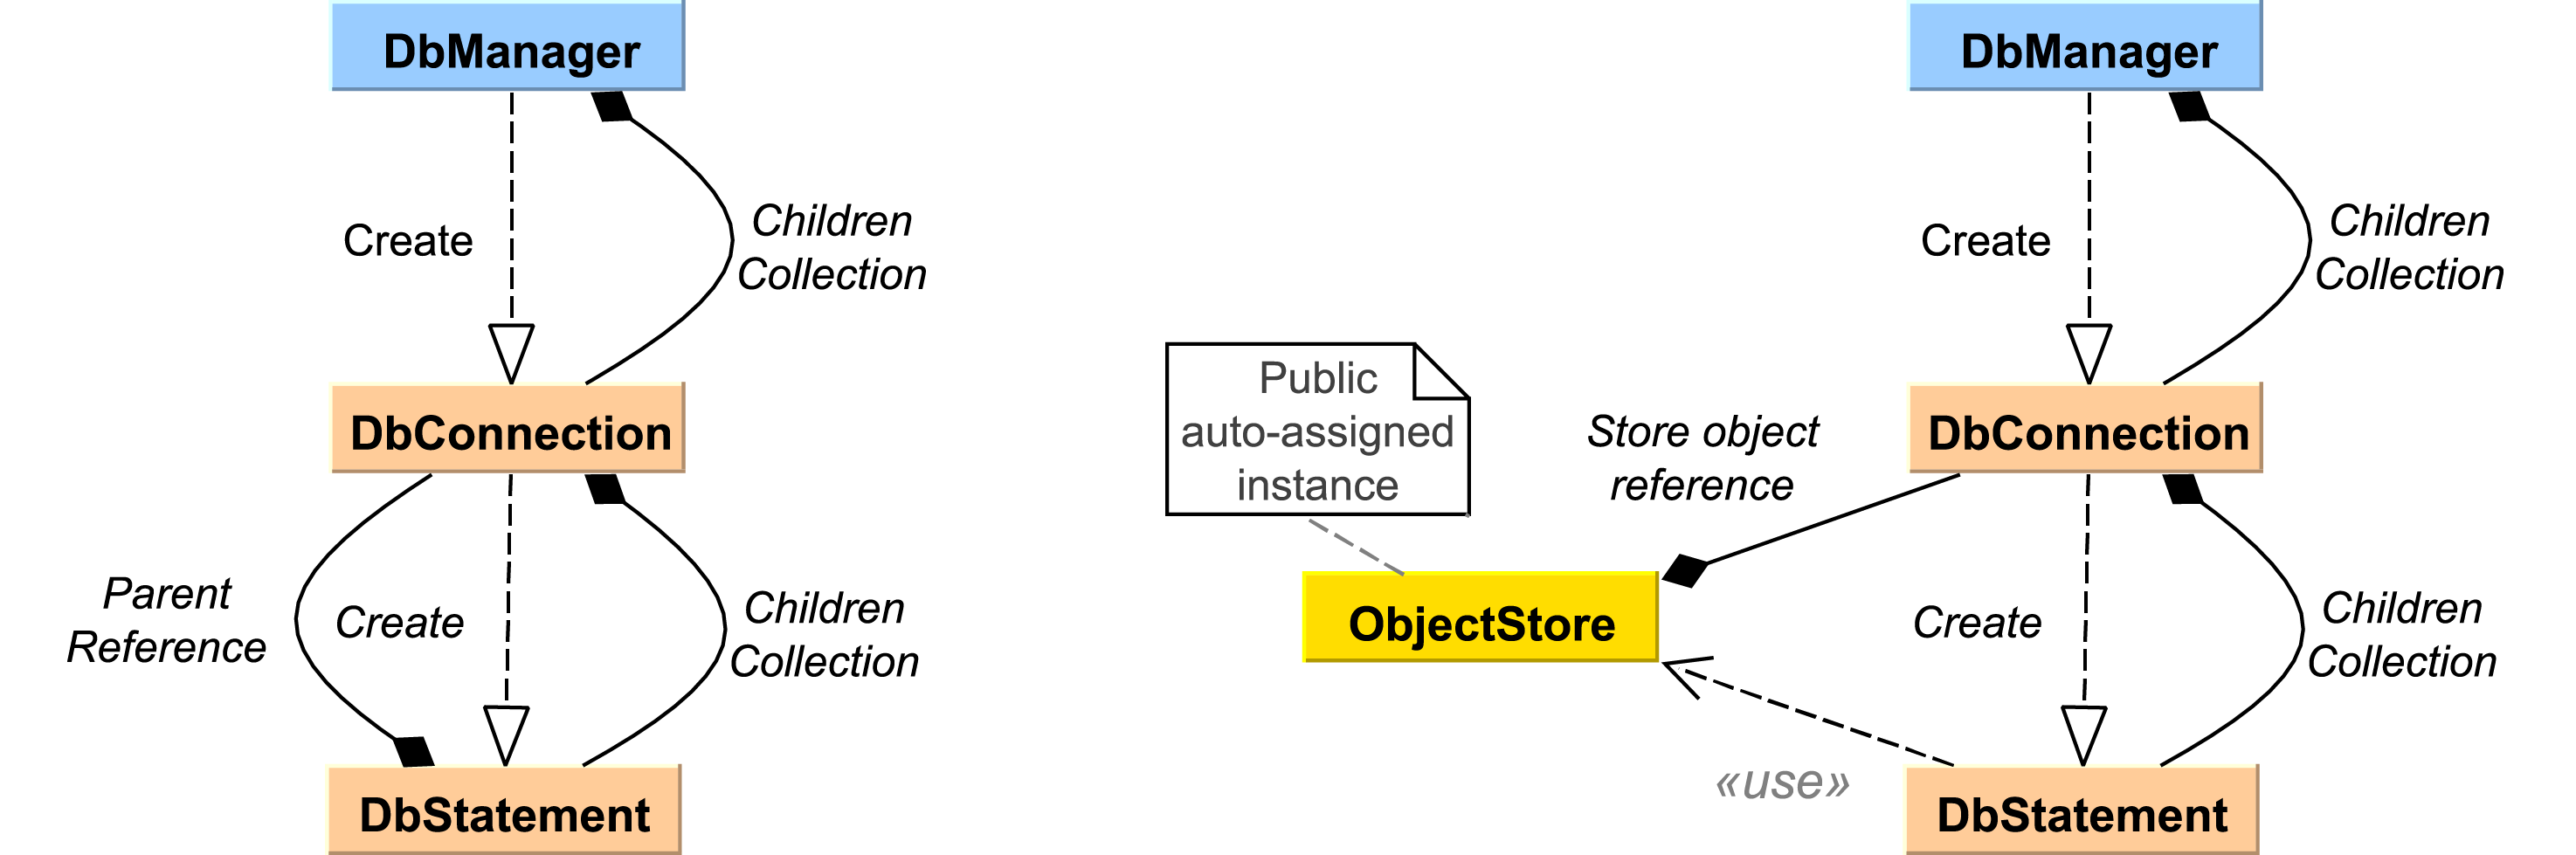 DbManager
Create
Children
Collection
DbConnection
Parent
Reference
Create
Children
Collection
DbStatement
DbManager
Create
Children
Collection
Public
auto-assigned
instance
Store object
reference
DbConnection
ObjectStore
Create
Children
Collection
«use»
DbStatement